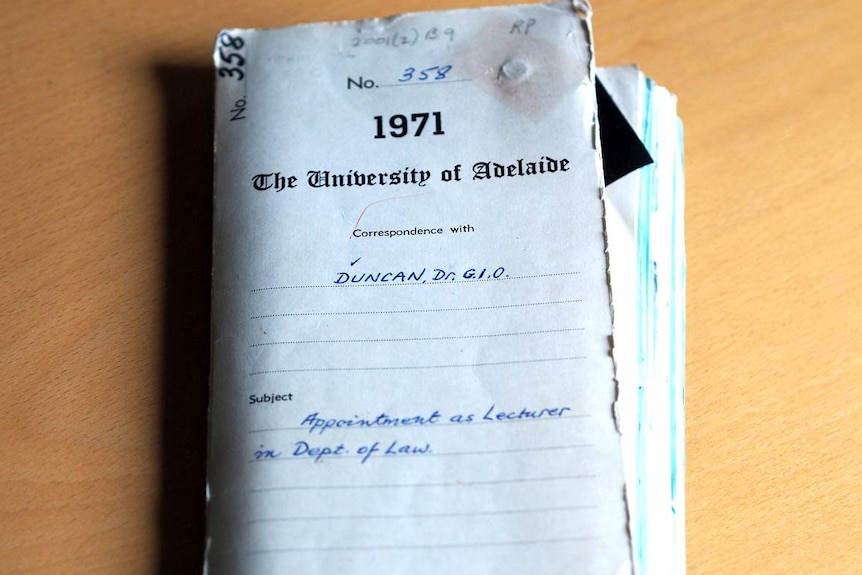 2001(2) B9 RP
No. 358
No. 358
1971
The University of Adelaide
Correspondence with
DUNCAN, Dr. G.I.O.
Subject
Appointment as Lecturer
in Dept. of Law.